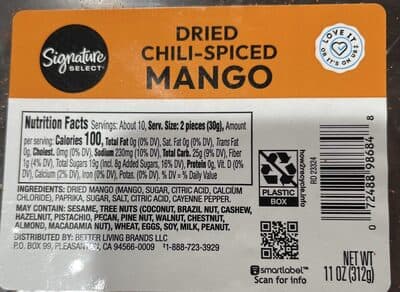 Signature
SELECT™
DRIED
CHILI-SPICED
MANGO
LOVE IT
OR IT'S ON US
Nutrition Facts Servings: About 10, Serv. Size: 2 pieces (30g), Amount
per serving: Calories 100, Total Fat 0g (0% DV), Sat. Fat 0g (0% DV), Trans Fat
0g, Cholest. 0mg (0% DV), Sodium 230mg (10% DV), Total Carb. 25g (9% DV), Fiber
1g (4% DV), Total Sugars 19g (Incl. 8g Added Sugars, 16% DV), Protein 0g, Vit. D (0%
DV), Calcium (2% DV), Iron (0% DV), Potas. (0% DV). % DV = % Daily Value
INGREDIENTS: DRIED MANGO (MANGO, SUGAR, CITRIC ACID, CALCIUM
CHLORIDE), PAPRIKA, SUGAR, SALT, CITRIC ACID, CAYENNE PEPPER.
MAY CONTAIN: SESAME, TREE NUTS (COCONUT, BRAZIL NUT, CASHEW,
HAZELNUT, PISTACHIO, PECAN, PINE NUT, WALNUT, CHESTNUT,
ALMOND, MACADAMIA NUT), WHEAT, EGGS, SOY, MILK, PEANUT.
DISTRIBUTED BY: BETTER LIVING BRANDS LLC
P.O. BOX 99, PLEASANTON, CA 94566-0009 1-888-723-3929
PLASTIC
BOX
how2recycle.info
RD 23324
smartlabel™
Scan for info
0 72488 98684 8
NET WT
11 OZ (312g)